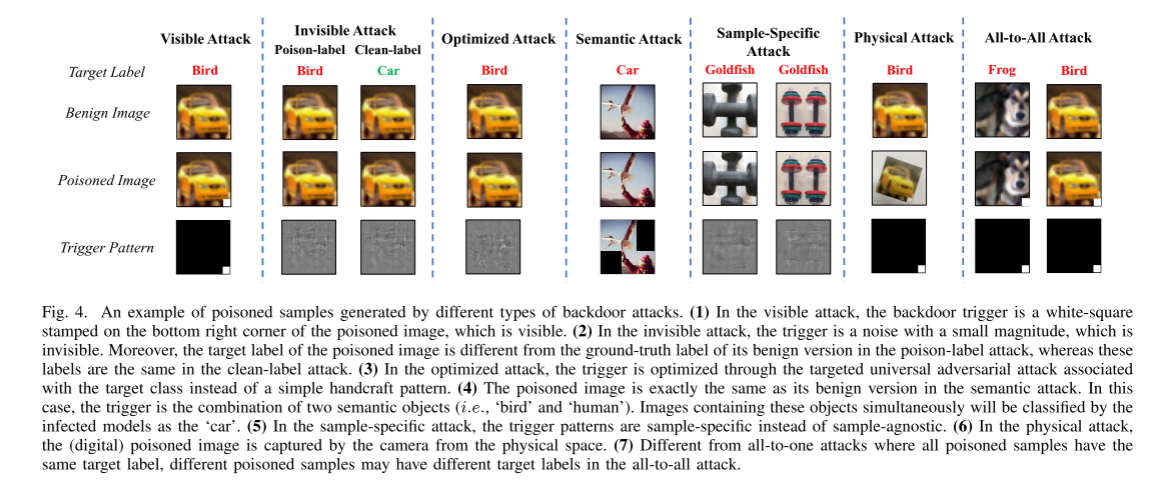 Visible Attack
Invisible Attack
Poison-label Clean-label
Optimized Attack
Semantic Attack
Sample-Specific
Attack
Physical Attack
All-to-All Attack
Target Label
Bird
Bird
Car
Bird
Car
Goldfish
Goldfish
Bird
Frog
Bird
Benign Image
Poisoned Image
Trigger Pattern
Fig. 4. An example of poisoned samples generated by different types of backdoor attacks. (1) In the visible attack, the backdoor trigger is a white-square
stamped on the bottom right corner of the poisoned image, which is visible. (2) In the invisible attack, the trigger is a noise with a small magnitude, which is
invisible. Moreover, the target label of the poisoned image is different from the ground-truth label of its benign version in the poison-label attack, whereas these
labels are the same in the clean-label attack. (3) In the optimized attack, the trigger is optimized through the targeted universal adversarial attack associated
with the target class instead of a simple handcraft pattern. (4) The poisoned image is exactly the same as its benign version in the semantic attack. In this
case, the trigger is the combination of two semantic objects (i.e., ‘bird’ and ‘human’). Images containing these objects simultaneously will be classified by the
infected models as the ‘car’. (5) In the sample-specific attack, the trigger patterns are sample-specific instead of sample-agnostic. (6) In the physical attack,
the (digital) poisoned image is captured by the camera from the physical space. (7) Different from all-to-one attacks where all poisoned samples have the
same target label, different poisoned samples may have different target labels in the all-to-all attack.